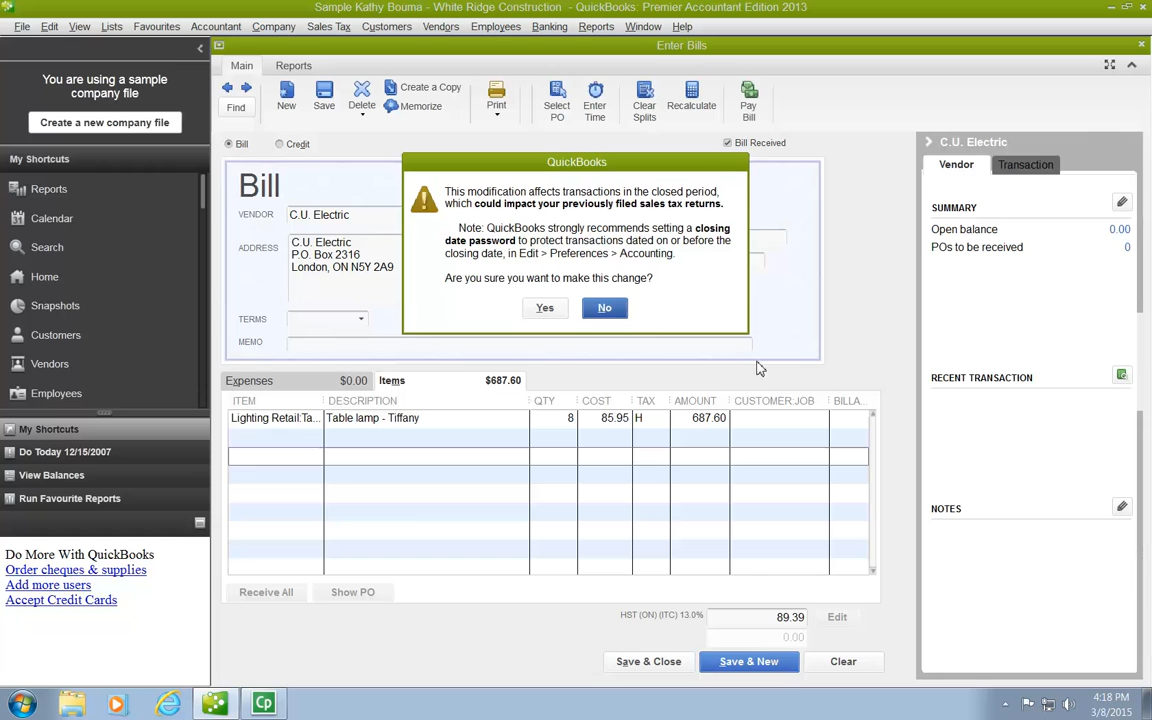 Sample Kathy Bouma - White Ridge Construction - QuickBooks: Premier Accountant Edition 2013
File Edit View Lists Favourites Accountant Company Sales Tax Customers Vendors Employees Banking Reports Window Help
Enter Bills
You are using a sample
company file
Create a new company file
My Shortcuts
Reports
Calendar
Search
Home
Snapshots
Customers
Vendors
Employees
My Shortcuts
Do Today 12/15/2007
View Balances
Run Favourite Reports
Do More With QuickBooks
Order cheques & supplies
Add more users
Accept Credit Cards
Main Reports
Find
New
Save
Delete
Create a Copy
Memorize
Print
Select
PO
Enter
Time
Clear
Splits
Recalculate
Pay
Bill
Bill Credit
Bill Received
Bill
VENDOR C.U. Electric
ADDRESS C.U. Electric
P.O. Box 2316
London, ON N5Y 2A9
TERMS
MEMO
QuickBooks
This modification affects transactions in the closed period,
which could impact your previously filed sales tax returns.
Note: QuickBooks strongly recommends setting a closing
date password to protect transactions dated on or before the
closing date, in Edit > Preferences > Accounting.
Are you sure you want to make this change?
Yes No
Expenses $0.00 Items $687.60
ITEM DESCRIPTION QTY COST TAX AMOUNT CUSTOMER:JOB BILLA...
Lighting Retail:Ta... Table lamp - Tiffany 8 85.95 H 687.60
Receive All Show PO
HST (ON) (ITC) 13.0% 89.39 Edit
0.00
Save & Close Save & New Clear
C.U. Electric
Vendor Transaction
SUMMARY
Open balance 0.00
POs to be received 0
RECENT TRANSACTION
NOTES
Cp
4:18 PM
3/8/2015